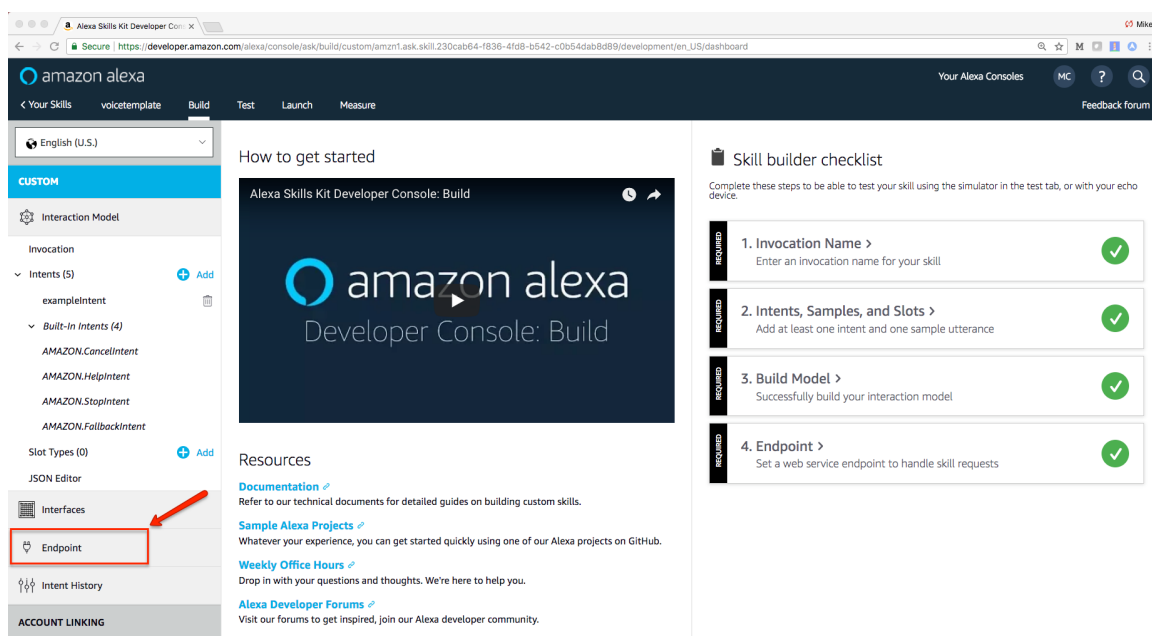 Alexa Skills Kit Developer Con
Mike
Secure | https://developer.amazon.com/alexa/console/ask/build/custom/amzn1.ask.skill.230cab64-f836-4fd8-b542-c0b54dab8d89/development/en_US/dashboard
amazon alexa
Your Alexa Consoles
MC
?
< Your Skills
voicetemplate
Build
Test
Launch
Measure
Feedback forum
English (U.S.)
CUSTOM
Interaction Model
Invocation
Intents (5)
Add
exampleIntent
Built-In Intents (4)
AMAZON.CancelIntent
AMAZON.HelpIntent
AMAZON.StopIntent
AMAZON.FallbackIntent
Slot Types (0)
Add
JSON Editor
Interfaces
Endpoint
Intent History
ACCOUNT LINKING
How to get started
Alexa Skills Kit Developer Console: Build
amazon alexa
Developer Console: Build
Resources
Documentation
Refer to our technical documents for detailed guides on building custom skills.
Sample Alexa Projects
Whatever your experience, you can get started quickly using one of our Alexa projects on GitHub.
Weekly Office Hours
Drop in with your questions and thoughts. We're here to help you.
Alexa Developer Forums
Visit our forums to get inspired, join our Alexa developer community.
Skill builder checklist
Complete these steps to be able to test your skill using the simulator in the test tab, or with your echo
device.
REQUIRED
1. Invocation Name >
Enter an invocation name for your skill
REQUIRED
2. Intents, Samples, and Slots >
Add at least one intent and one sample utterance
REQUIRED
3. Build Model >
Successfully build your interaction model
REQUIRED
4. Endpoint >
Set a web service endpoint to handle skill requests